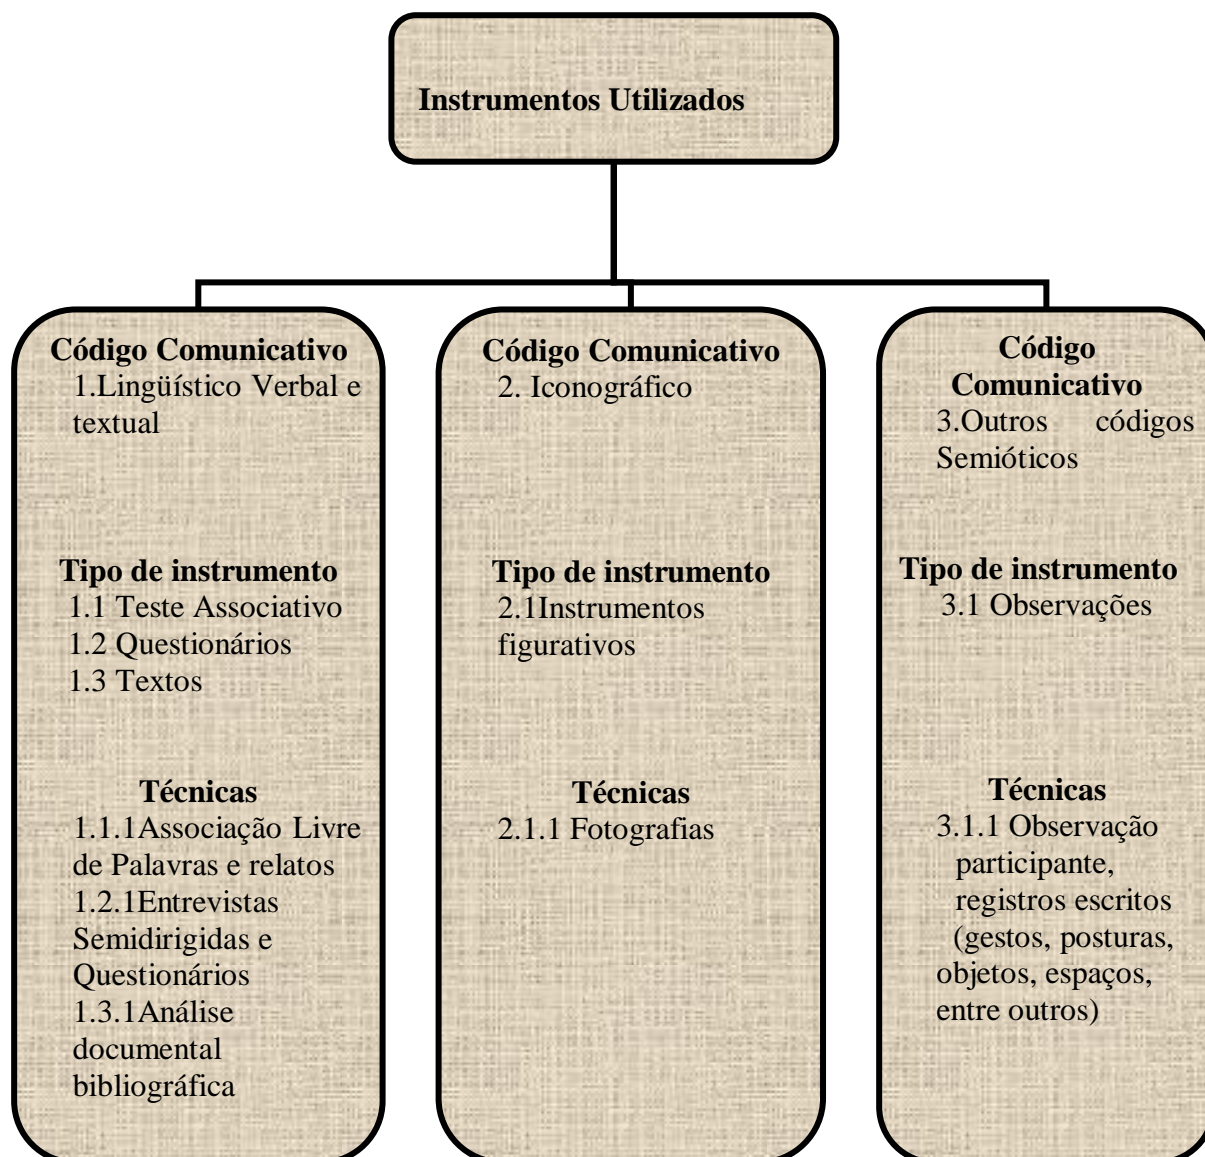 Instrumentos Utilizados
Código Comunicativo
1.Lingüístico Verbal e
textual
Tipo de instrumento
1.1 Teste Associativo
1.2 Questionários
1.3 Textos
Técnicas
1.1.1Associação Livre
de Palavras e relatos
1.2.1Entrevistas
Semidirigidas e
Questionários
1.3.1Análise
documental
bibliográfica
Código Comunicativo
2. Iconográfico
Tipo de instrumento
2.1Instrumentos
figurativos
Técnicas
2.1.1 Fotografias
Código
Comunicativo
3.Outros códigos
Semióticos
Tipo de instrumento
3.1 Observações
Técnicas
3.1.1 Observação
participante,
registros escritos
(gestos, posturas,
objetos, espaços,
entre outros)